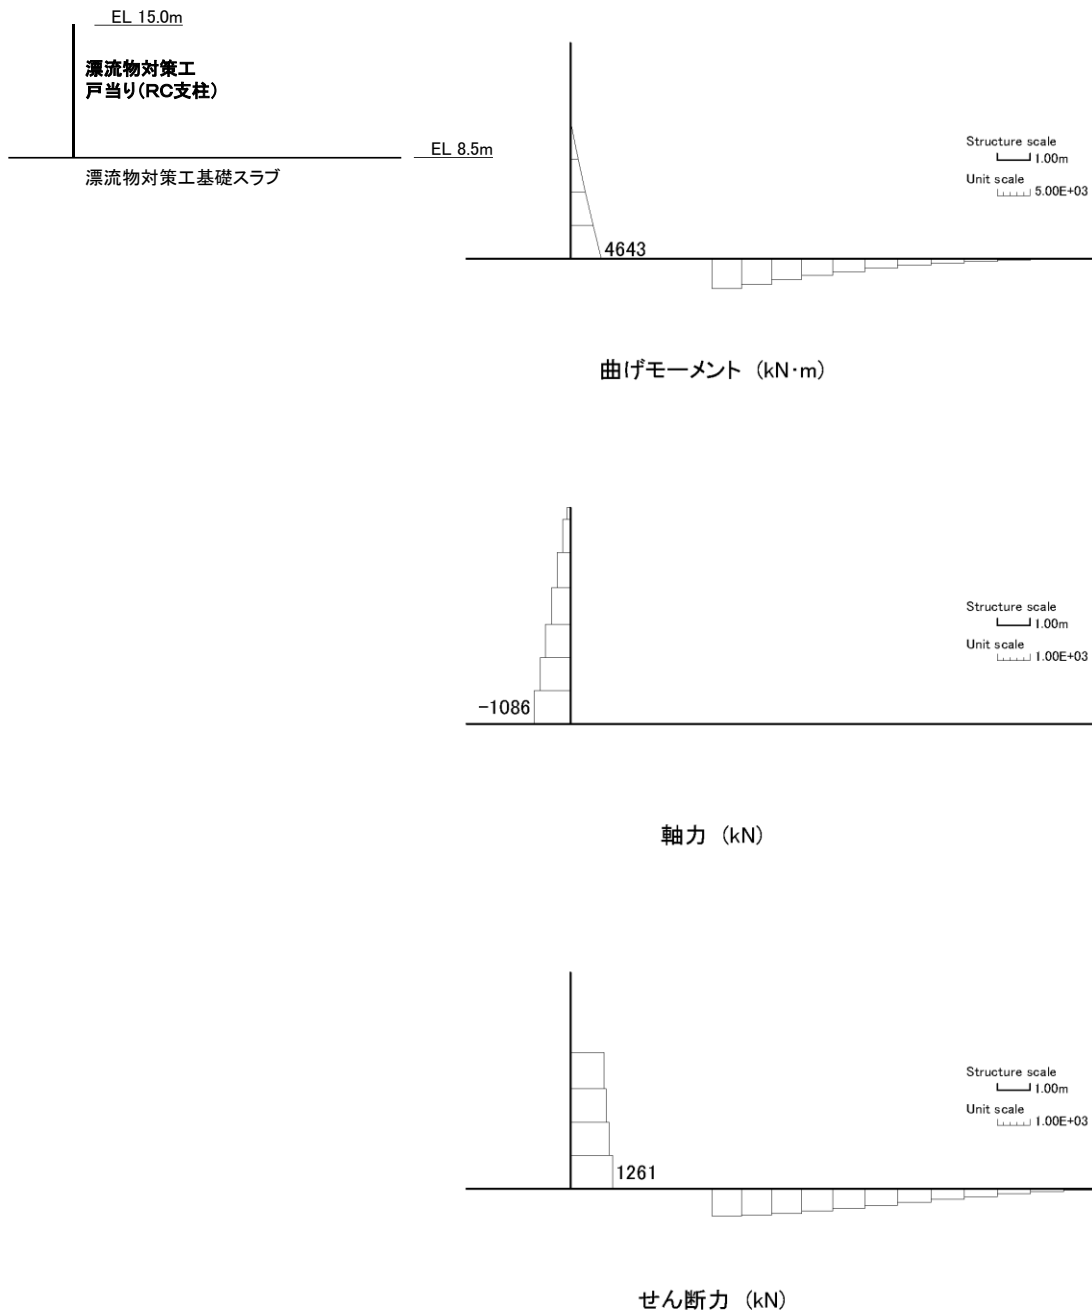 EL 15.0m
漂流物対策工
戸当り(RC支柱)
EL 8.5m
漂流物対策工基礎スラブ
Structure scale
1.00m
Unit scale
5.00E+03
4643
曲げモーメント (kN·m)
Structure scale
1.00m
Unit scale
1.00E+03
-1086
軸力 (kN)
Structure scale
1.00m
Unit scale
1.00E+03
1261
せん断力 (kN)